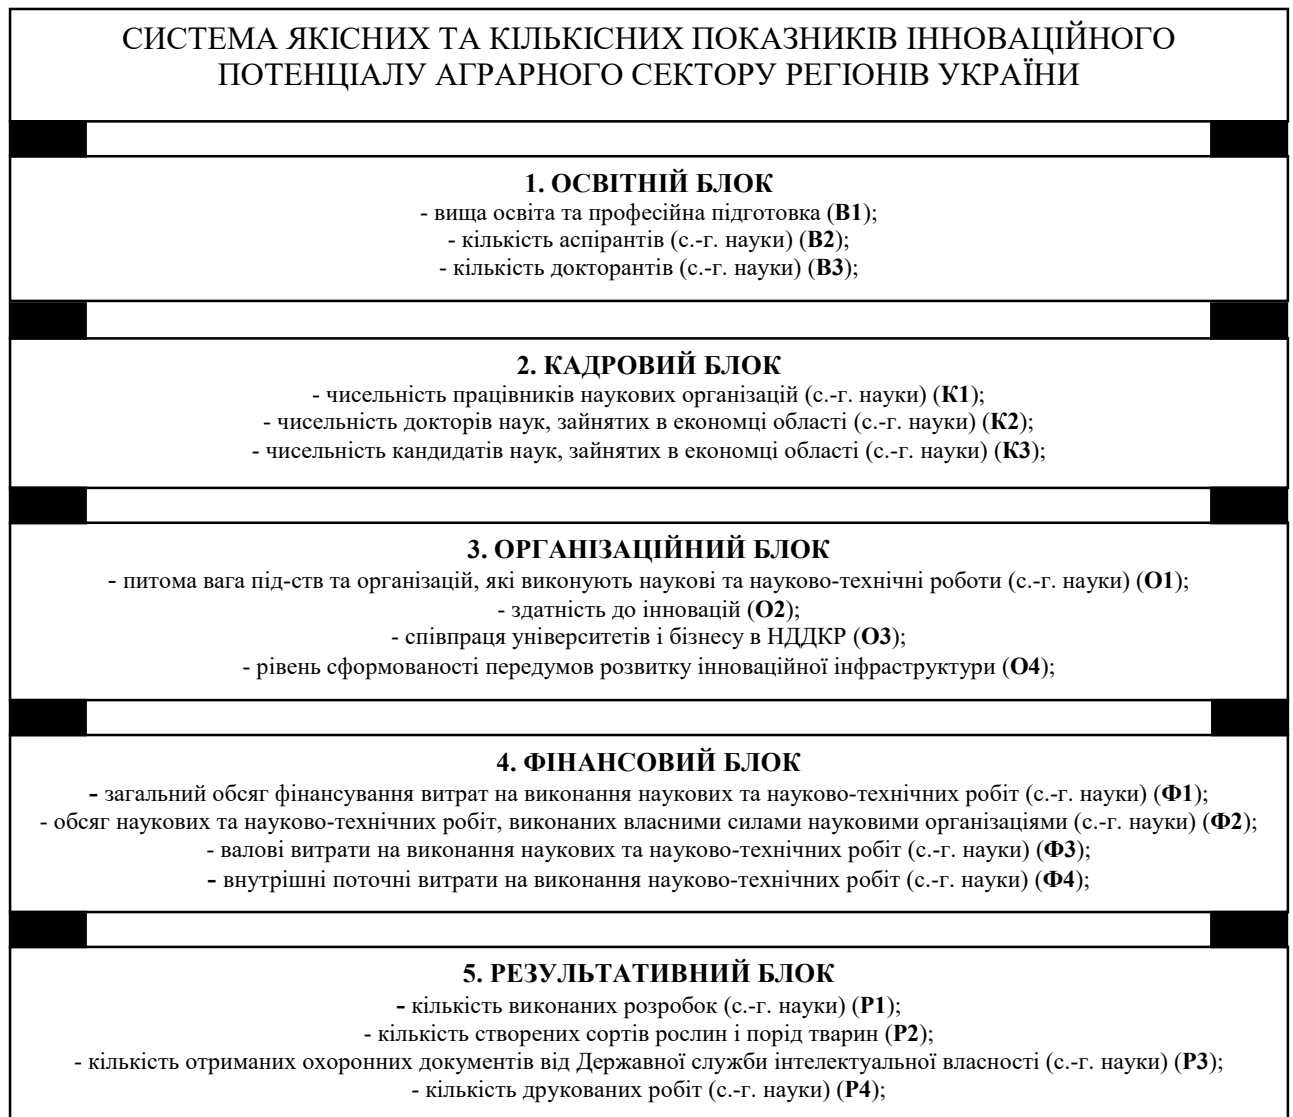 СИСТЕМА ЯКІСНИХ ТА КІЛЬКІСНИХ ПОКАЗНИКІВ ІННОВАЦІЙНОГО
ПОТЕНЦІАЛУ АГРАРНОГО СЕКТОРУ РЕГІОНІВ УКРАЇНИ
1. ОСВІТНІЙ БЛОК
- вища освіта та професійна підготовка (В1);
- кількість аспірантів (с.-г. науки) (В2);
- кількість докторантів (с.-г. науки) (В3);
2. КАДРОВИЙ БЛОК
- чисельність працівників наукових організацій (с.-г. науки) (К1);
- чисельність докторів наук, зайнятих в економці області (с.-г. науки) (К2);
- чисельність кандидатів наук, зайнятих в економці області (с.-г. науки) (К3);
3. ОРГАНІЗАЦІЙНИЙ БЛОК
- питома вага під-ств та організацій, які виконують наукові та науково-технічні роботи (с.-г. науки) (О1);
- здатність до інновацій (О2);
- співпраця університетів і бізнесу в НДДКР (О3);
- рівень сформованості передумов розвитку інноваційної інфраструктури (О4);
4. ФІНАНСОВИЙ БЛОК
- загальний обсяг фінансування витрат на виконання наукових та науково-технічних робіт (с.-г. науки) (Ф1);
- обсяг наукових та науково-технічних робіт, виконаних власними силами науковими організаціями (с.-г. науки) (Ф2);
- валові витрати на виконання наукових та науково-технічних робіт (с.-г. науки) (Ф3);
- внутрішні поточні витрати на виконання науково-технічних робіт (с.-г. науки) (Ф4);
5. РЕЗУЛЬТАТИВНИЙ БЛОК
- кількість виконаних розробок (с.-г. науки) (Р1);
- кількість створених сортів рослин і порід тварин (Р2);
- кількість отриманих охоронних документів від Державної служби інтелектуальної власності (с.-г. науки) (Р3);
- кількість друкованих робіт (с.-г. науки) (Р4);